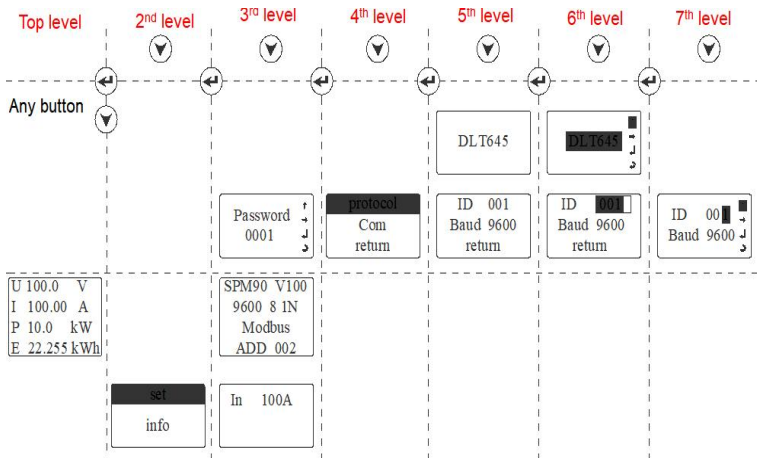 Top level
2nd level
3rd level
4th level
5th level
6th level
7th level
Any button
DLT645
DLT645
Password
0001
protocol
Com
return
ID 001
Baud 9600
return
ID 001
Baud 9600
return
ID 001
Baud 9600
U 100.0 V
I 100.00 A
P 10.0 kW
E 22.255 kWh
SPM90 V100
9600 8 1N
Modbus
ADD 002
set
info
In 100A